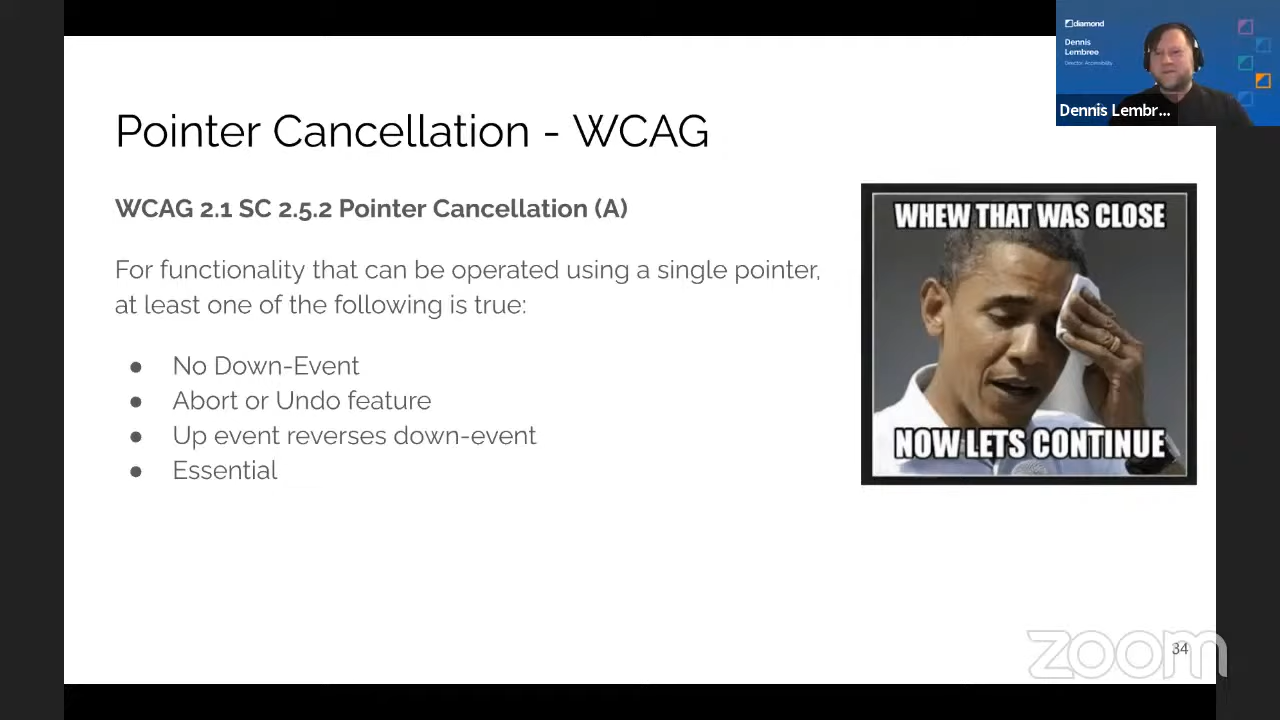 diamond
Dennis
Lembree
Director, Accessibility
Dennis Lembr...
Pointer Cancellation - WCAG
WCAG 2.1 SC 2.5.2 Pointer Cancellation (A)
For functionality that can be operated using a single pointer,
at least one of the following is true:
● No Down-Event
● Abort or Undo feature
● Up event reverses down-event
● Essential
WHEW THAT WAS CLOSE
NOW LETS CONTINUE
34
zoom